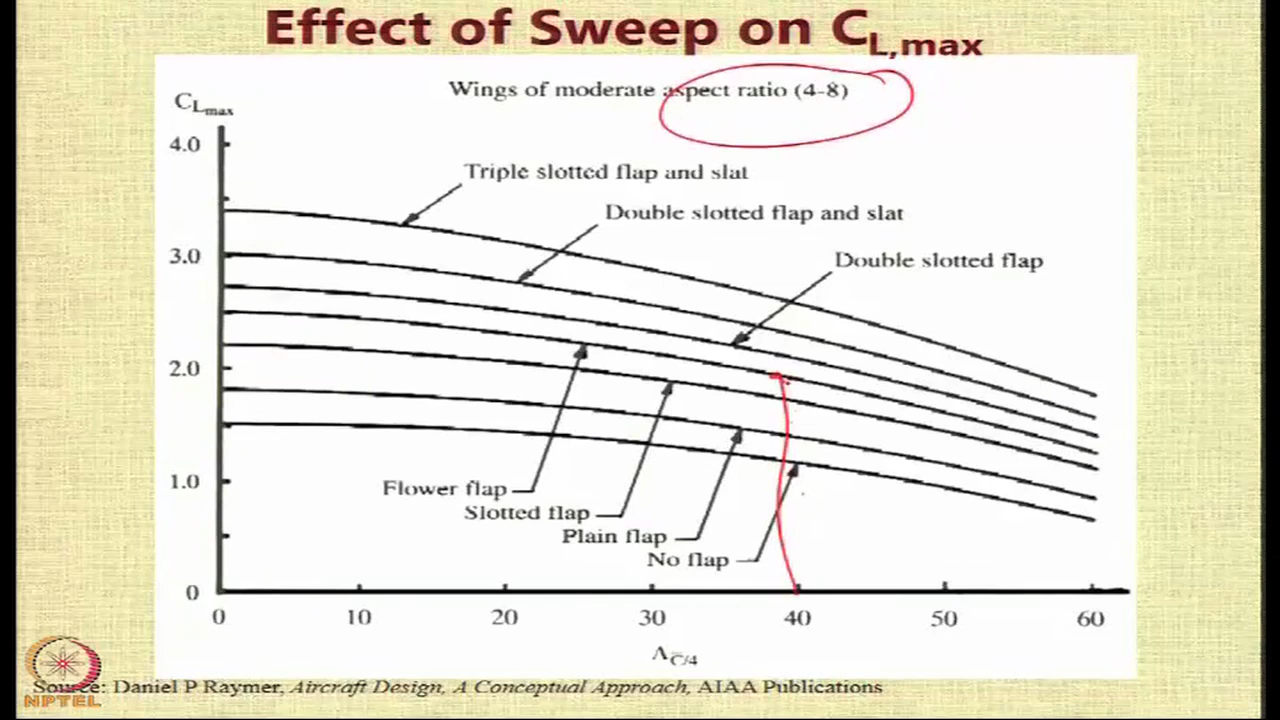 Effect of Sweep on CL,max
Wings of moderate aspect ratio (4-8)
CLmax
4.0
Triple slotted flap and slat
Double slotted flap and slat
3.0
Double slotted flap
2.0
1.0
Flower flap
Slotted flap
Plain flap
No flap
0
0 10 20 30 40 50 60
Λc̅/4
Source: Daniel P Raymer, Aircraft Design, A Conceptual Approach, AIAA Publications
NPTEL